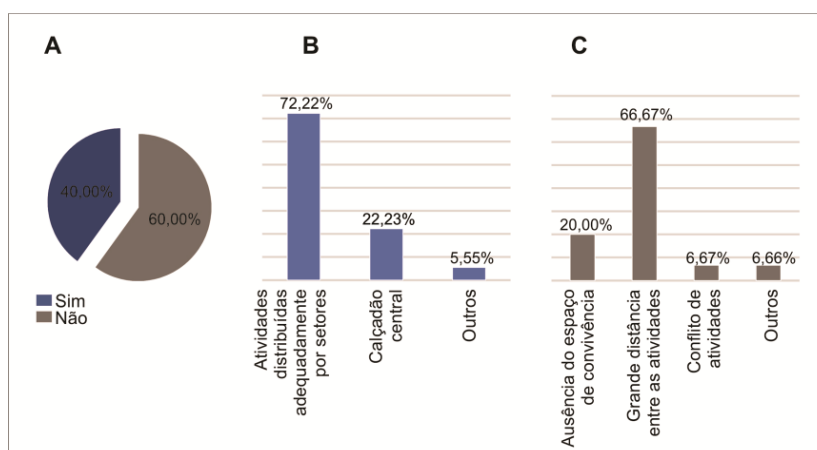 A
40,00%
60,00%
Sim
Não
B
72,22%
22,23%
5,55%
Atividades
distribuídas
adequadamente
por setores
Calçadão
central
Outros
C
20,00%
66,67%
6,67%
6,66%
Ausência do espaço
de convivência
Grande distância
entre as atividades
Conflito de
atividades
Outros